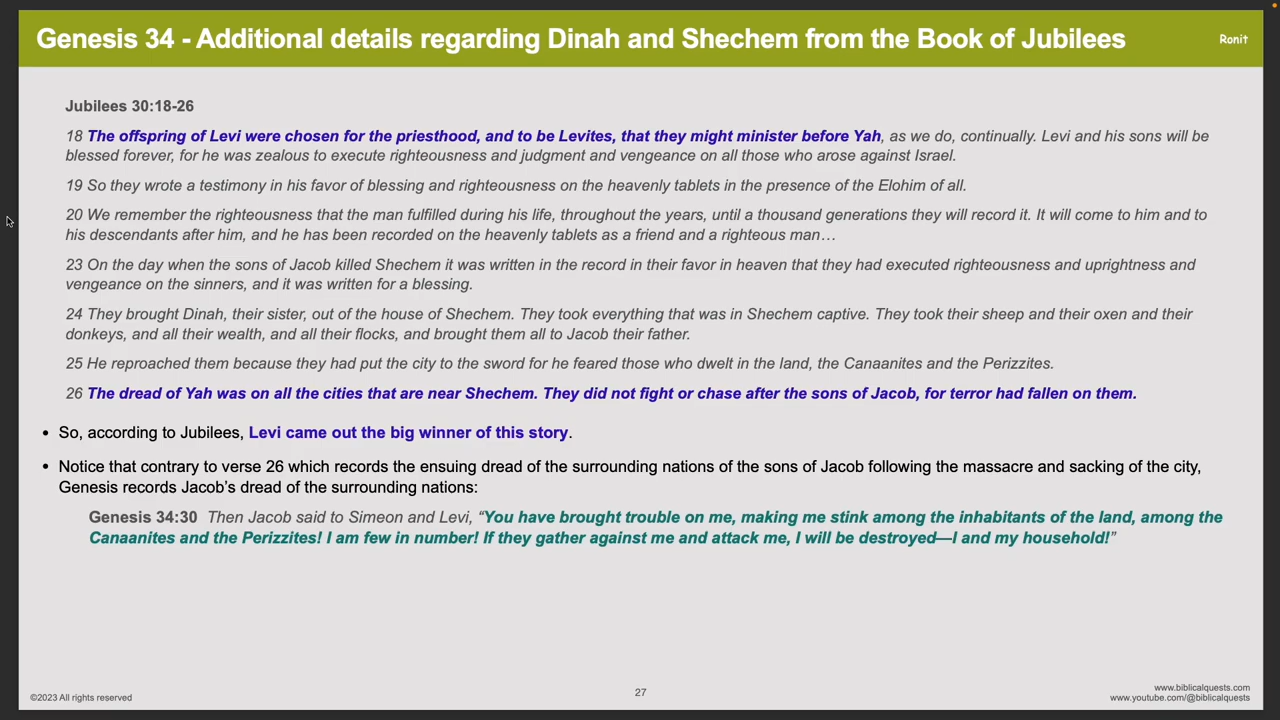 Genesis 34 - Additional details regarding Dinah and Shechem from the Book of Jubilees
Ronit
Jubilees 30:18-26
18 The offspring of Levi were chosen for the priesthood, and to be Levites, that they might minister before Yah, as we do, continually. Levi and his sons will be
blessed forever, for he was zealous to execute righteousness and judgment and vengeance on all those who arose against Israel.
19 So they wrote a testimony in his favor of blessing and righteousness on the heavenly tablets in the presence of the Elohim of all.
20 We remember the righteousness that the man fulfilled during his life, throughout the years, until a thousand generations they will record it. It will come to him and to
his descendants after him, and he has been recorded on the heavenly tablets as a friend and a righteous man…
23 On the day when the sons of Jacob killed Shechem it was written in the record in their favor in heaven that they had executed righteousness and uprightness and
vengeance on the sinners, and it was written for a blessing.
24 They brought Dinah, their sister, out of the house of Shechem. They took everything that was in Shechem captive. They took their sheep and their oxen and their
donkeys, and all their wealth, and all their flocks, and brought them all to Jacob their father.
25 He reproached them because they had put the city to the sword for he feared those who dwelt in the land, the Canaanites and the Perizzites.
26 The dread of Yah was on all the cities that are near Shechem. They did not fight or chase after the sons of Jacob, for terror had fallen on them.
• So, according to Jubilees, Levi came out the big winner of this story.
• Notice that contrary to verse 26 which records the ensuing dread of the surrounding nations of the sons of Jacob following the massacre and sacking of the city,
Genesis records Jacob's dread of the surrounding nations:
Genesis 34:30 Then Jacob said to Simeon and Levi, “You have brought trouble on me, making me stink among the inhabitants of the land, among the
Canaanites and the Perizzites! I am few in number! If they gather against me and attack me, I will be destroyed—I and my household!”
©2023 All rights reserved
27
www.biblicalquests.com
www.youtube.com/@biblicalquests